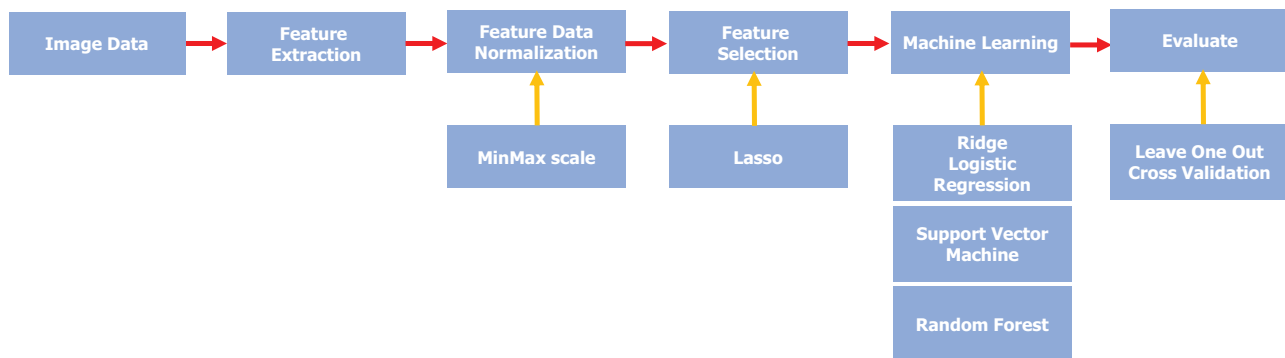 Image Data
Feature
Extraction
Feature Data
Normalization
Feature
Selection
Machine Learning
Evaluate
MinMax scale
Lasso
Ridge
Logistic
Regression
Leave One Out
Cross Validation
Support Vector
Machine
Random Forest